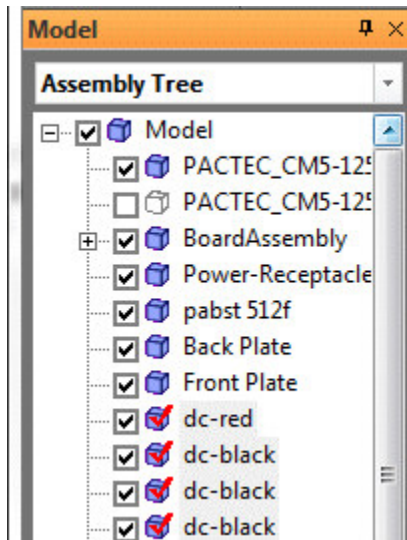 Model
Assembly Tree
Model
PACTEC_CM5-125
PACTEC_CM5-125
BoardAssembly
Power-Receptacle
pabst 512f
Back Plate
Front Plate
dc-red
dc-black
dc-black
dc-black